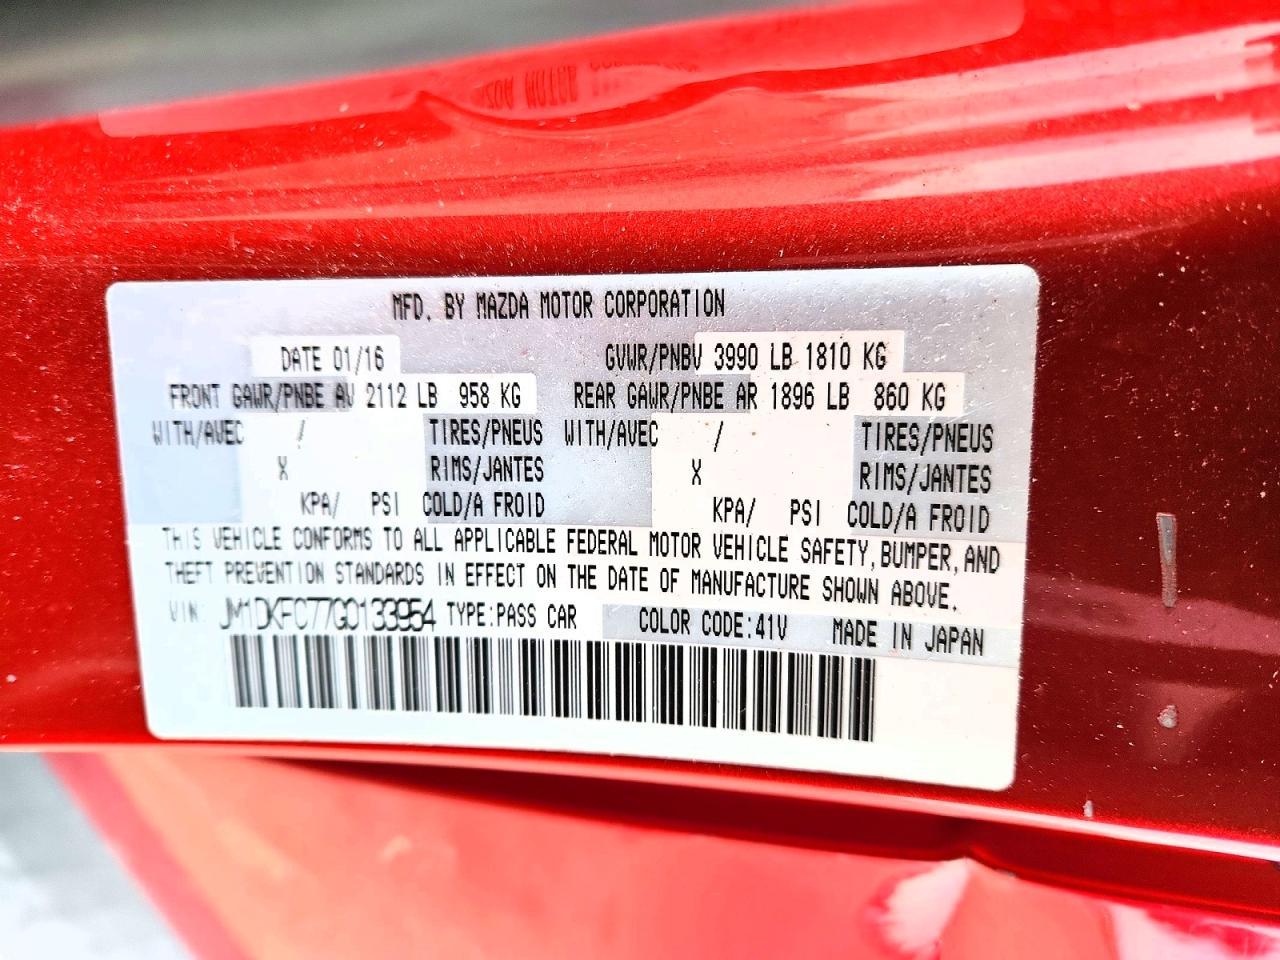 MFD. BY MAZDA MOTOR CORPORATION
DATE 01/16 GVWR/PNBV 3990 LB 1810 KG
FRONT GAWR/PNBE AV 2112 LB 958 KG REAR GAWR/PNBE AR 1896 LB 860 KG
WITH/AVEC / TIRES/PNEUS WITH/AVEC / TIRES/PNEUS
X RIMS/JANTES X RIMS/JANTES
KPA/ PSI COLD/A FROID KPA/ PSI COLD/A FROID
THIS VEHICLE CONFORMS TO ALL APPLICABLE FEDERAL MOTOR VEHICLE SAFETY, BUMPER, AND
THEFT PREVENTION STANDARDS IN EFFECT ON THE DATE OF MANUFACTURE SHOWN ABOVE.
VIN: JM1DKFC77G0133954 TYPE: PASS CAR COLOR CODE: 41V MADE IN JAPAN